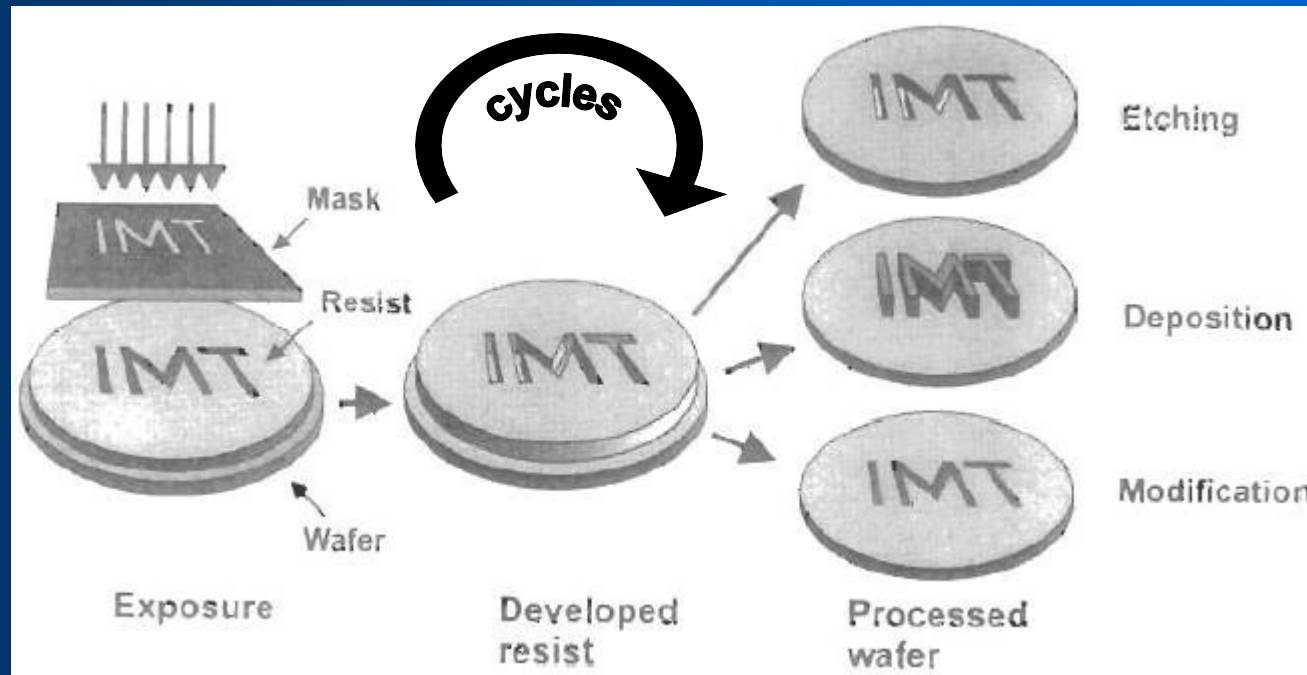 cycles
IMT
Etching
Mask
IMT
Resist
IMT
Deposition
IMT
IMT
IMT
Modification
Wafer
Exposure
Developed
resist
Processed
wafer